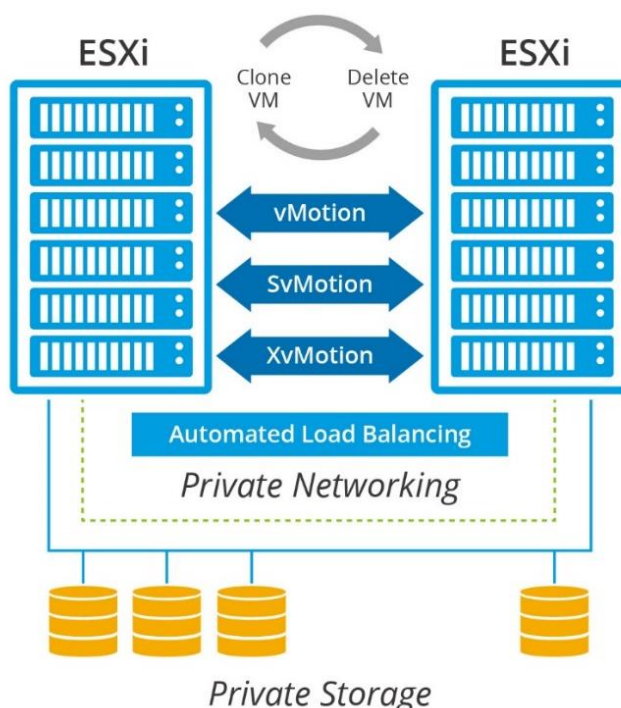 ESXi
ESXi
Clone
VM
Delete
VM
vMotion
SvMotion
XvMotion
Automated Load Balancing
Private Networking
Private Storage